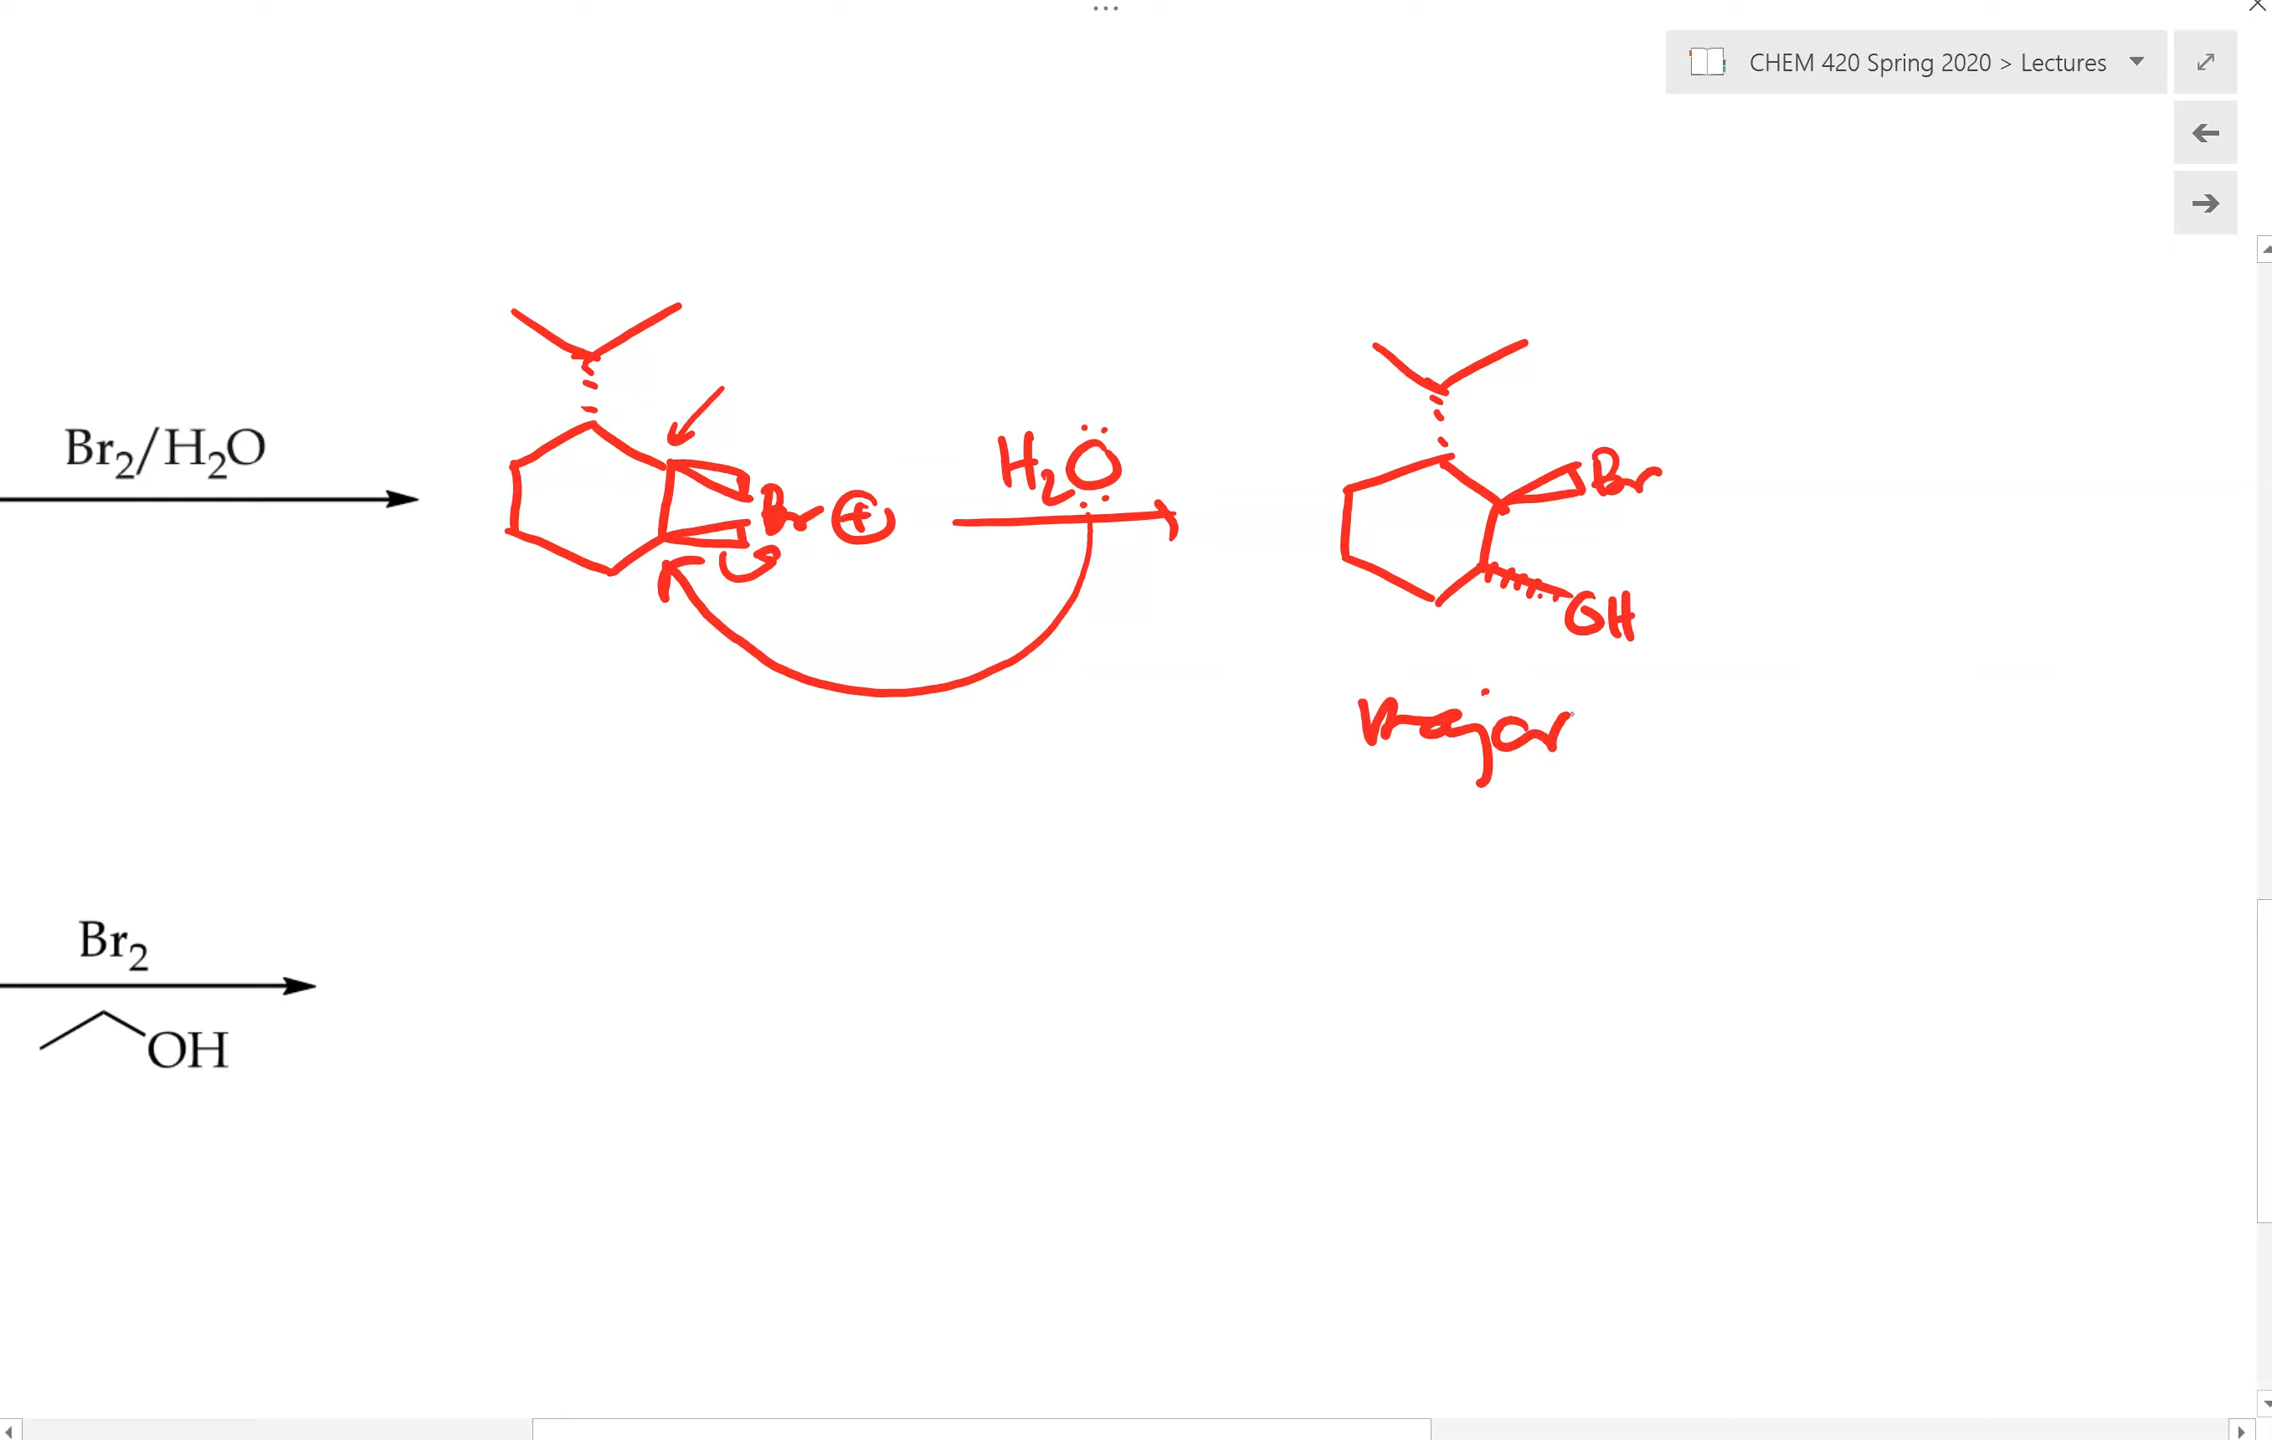 CHEM 420 Spring 2020 > Lectures
Br₂/H₂O
Br ⊕
H₂O
Br
OH
major
Br₂
OH